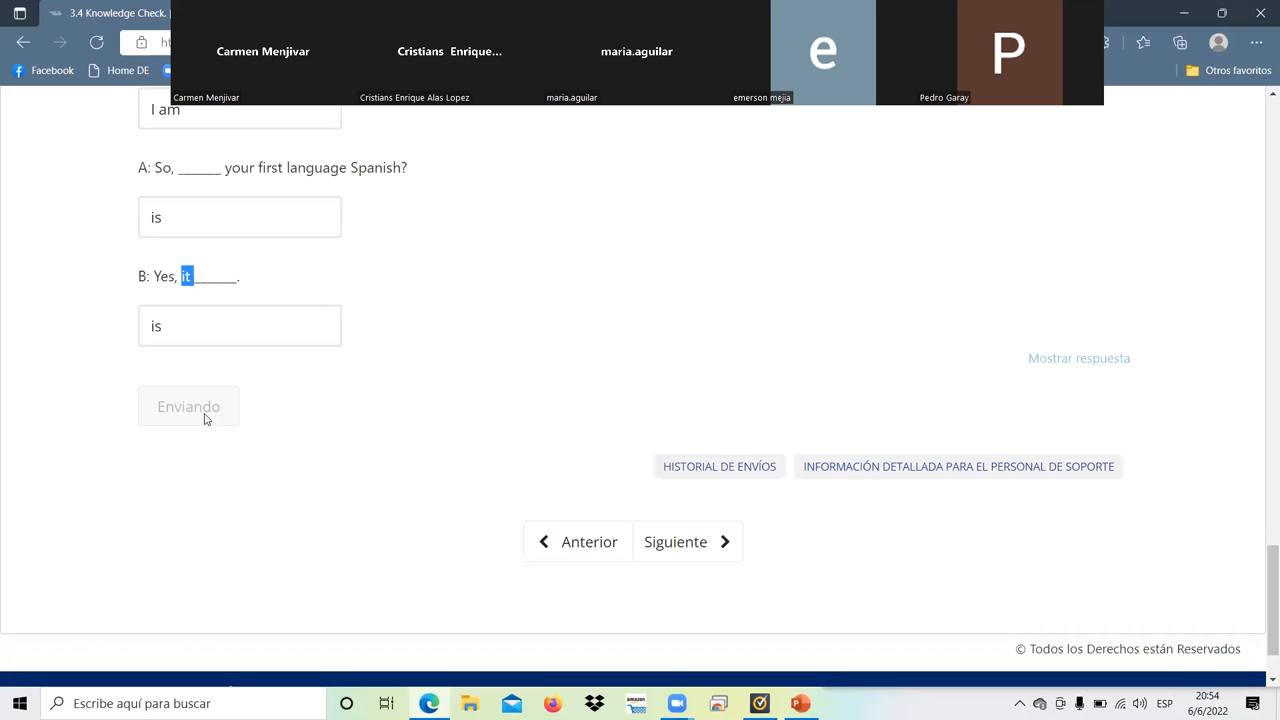 3.4 Knowledge Check.
Carmen Menjivar
Cristians Enrique...
maria.aguilar
e
P
Carmen Menjivar
Cristians Enrique Alas Lopez
maria.aguilar
emerson mejia
Pedro Garay
Facebook
Home DE
Otros favoritos
I am
A: So, ______ your first language Spanish?
is
B: Yes, it ______.
is
Mostrar respuesta
Enviando
HISTORIAL DE ENVÍOS
INFORMACIÓN DETALLADA PARA EL PERSONAL DE SOPORTE
Anterior
Siguiente
© Todos los Derechos están Reservados
Escribe aquí para buscar
amazon
ESP
20:54
6/6/2022